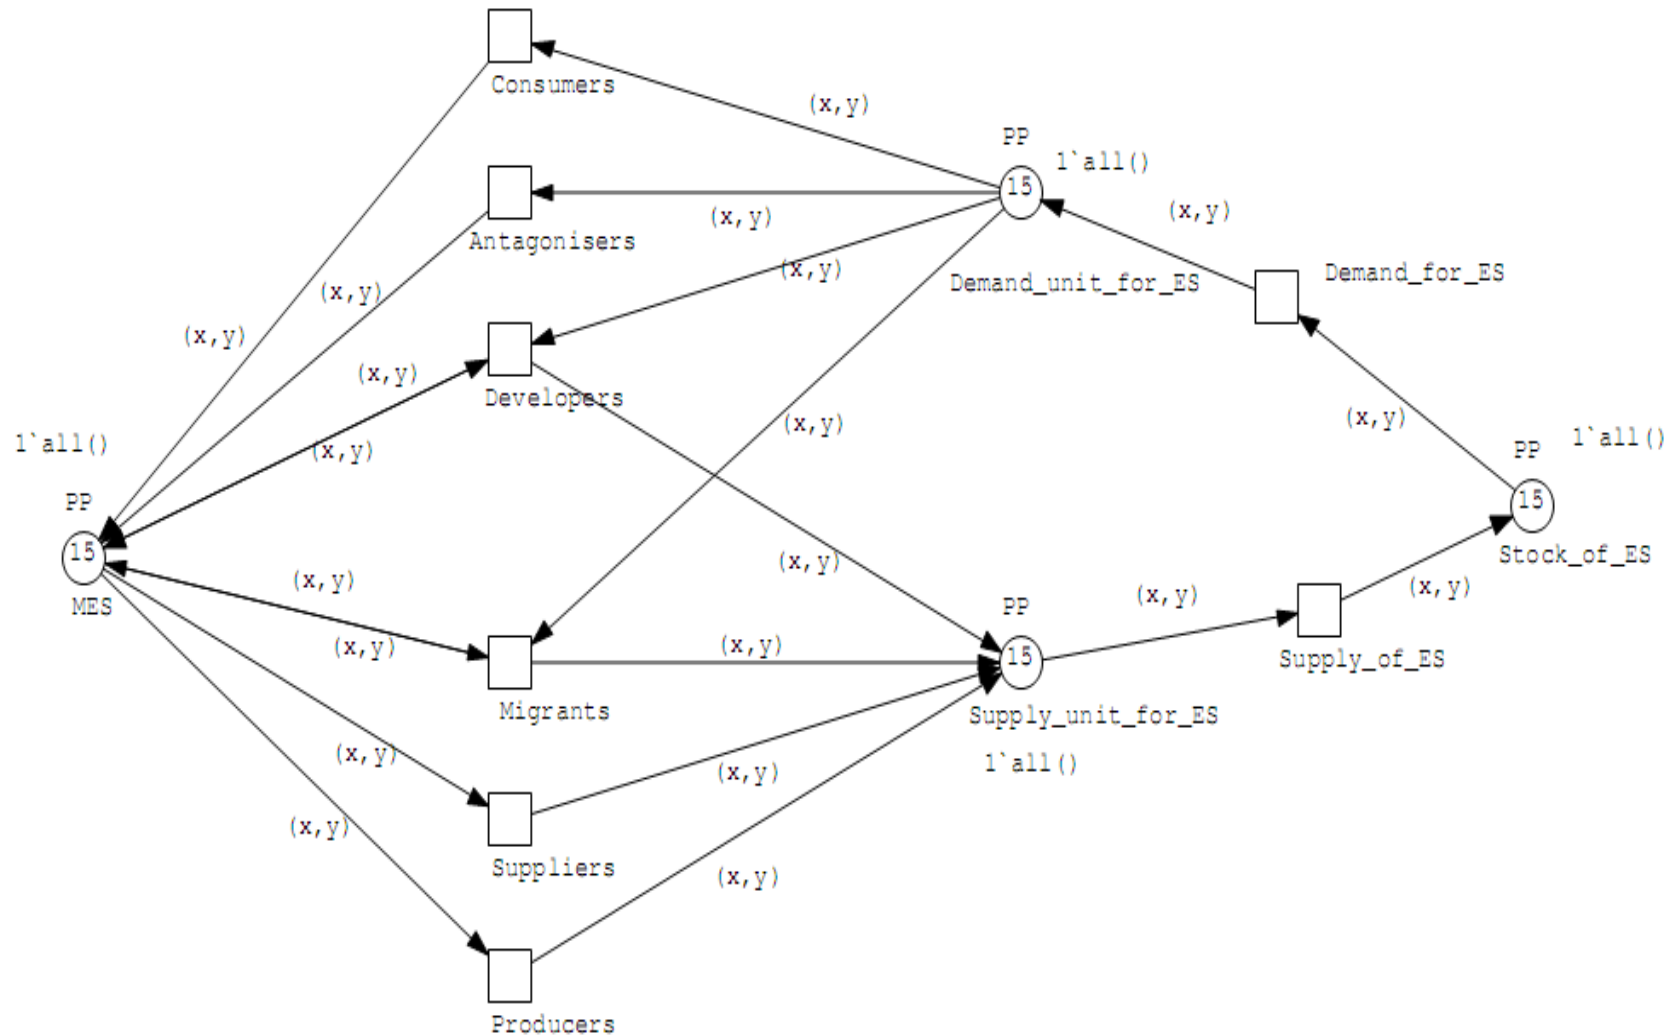 Consumers
(x,y)
PP
1`all()
15
(x,y)
(x,y)
Antagonisers
(x,y)
Demand_for_ES
Demand_unit_for_ES
(x,y)
(x,y)
(x,y)
Developers
(x,y)
(x,y)
1`all()
(x,y)
1`all()
PP
PP
15
15
Stock_of_ES
MES
(x,y)
(x,y)
(x,y)
(x,y)
PP
(x,y)
(x,y)
15
Supply_of_ES
Migrants
Supply_unit_for_ES
(x,y)
1`all()
(x,y)
(x,y)
Suppliers
(x,y)
Producers